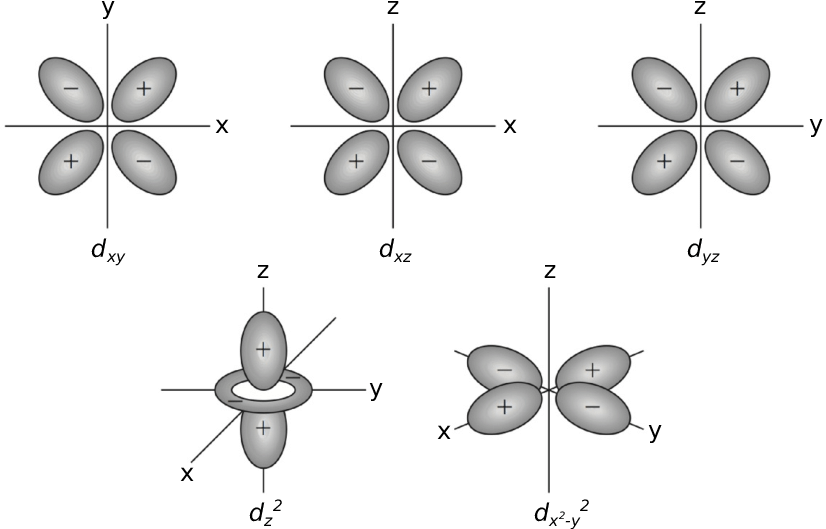 y z z
− + − + − +
x x y
+ − + − + −
d_xy d_xz d_yz
z z
+ − +
− y
− + −
+ x y
x
d_z² d_x²-y²